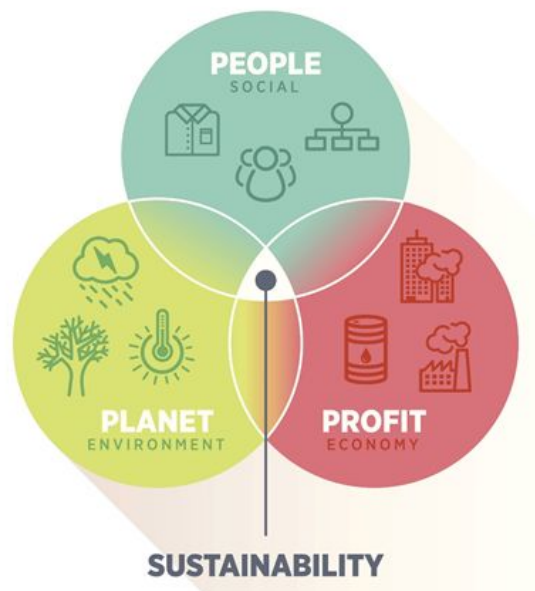 PEOPLE
SOCIAL
PLANET
ENVIRONMENT
PROFIT
ECONOMY
SUSTAINABILITY